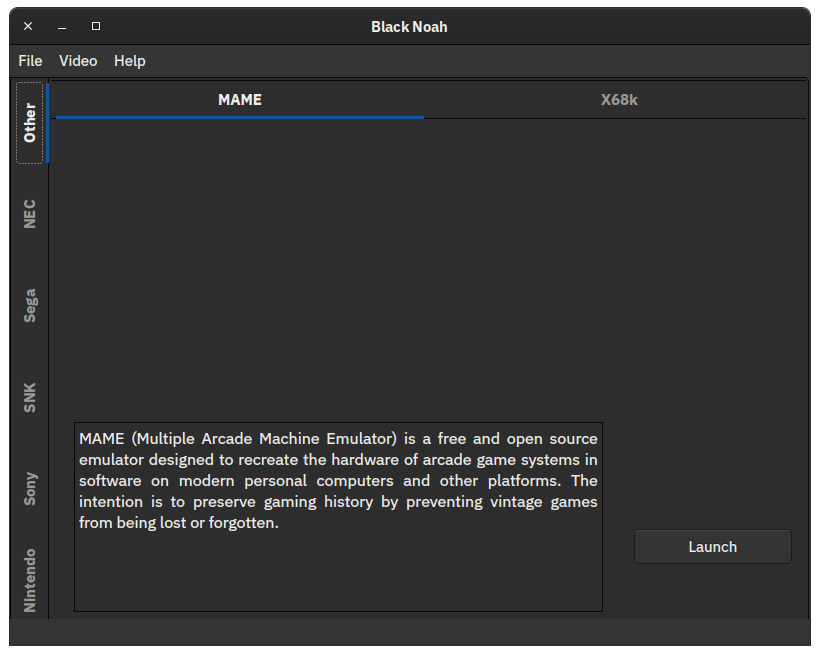 Black Noah
File Video Help
MAME X68k
Other
NEC
Sega
SNK
Sony
Nintendo
MAME (Multiple Arcade Machine Emulator) is a free and open source
emulator designed to recreate the hardware of arcade game systems in
software on modern personal computers and other platforms. The
intention is to preserve gaming history by preventing vintage games
from being lost or forgotten.
Launch